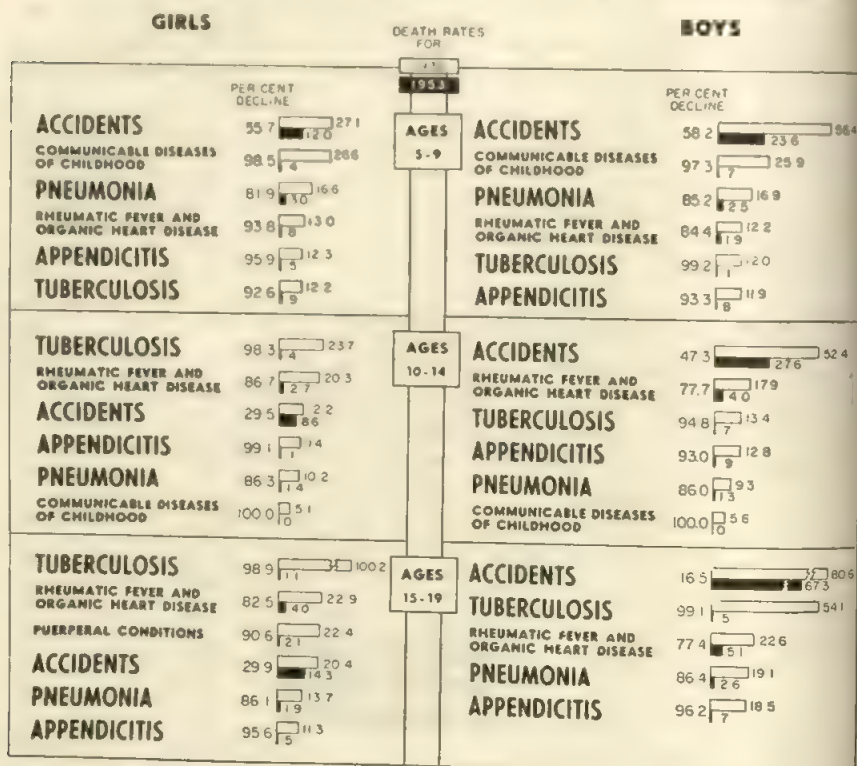 GIRLS
DEATH RATES
FOR
1953
BOYS
PER CENT
DECLINE
ACCIDENTS 55.7 27.1 12.0
COMMUNICABLE DISEASES
OF CHILDHOOD 98.5 26.6 .4
PNEUMONIA 81.9 16.6 3.0
RHEUMATIC FEVER AND
ORGANIC HEART DISEASE 93.8 13.0 .8
APPENDICITIS 95.9 12.3 .5
TUBERCULOSIS 92.6 12.2 .9
AGES
5-9
PER CENT
DECLINE
ACCIDENTS 58.2 23.6
COMMUNICABLE DISEASES
OF CHILDHOOD 97.3 25.9 .7
PNEUMONIA 85.2 16.9 2.5
RHEUMATIC FEVER AND
ORGANIC HEART DISEASE 84.4 12.2 1.9
TUBERCULOSIS 99.2 12.0 .1
APPENDICITIS 93.3 11.9 .8
TUBERCULOSIS 98.3 23.7 .4
RHEUMATIC FEVER AND
ORGANIC HEART DISEASE 86.7 20.3 2.7
ACCIDENTS 29.5 8.6
APPENDICITIS 99.1 .1
PNEUMONIA 86.3 10.2 1.4
COMMUNICABLE DISEASES
OF CHILDHOOD 100.0 5.1 0
AGES
10-14
ACCIDENTS 47.3 52.4 27.6
RHEUMATIC FEVER AND
ORGANIC HEART DISEASE 77.7 17.9 4.0
TUBERCULOSIS 94.8 13.4 .7
APPENDICITIS 93.0 12.8 .9
PNEUMONIA 86.0 9.3 1.3
COMMUNICABLE DISEASES
OF CHILDHOOD 100.0 5.6 0
TUBERCULOSIS 98.9 100.2 1.1
RHEUMATIC FEVER AND
ORGANIC HEART DISEASE 82.5 22.9 4.0
PUERPERAL CONDITIONS 90.6 22.4 2.1
ACCIDENTS 29.9 20.4 14.3
PNEUMONIA 86.1 13.7 1.9
APPENDICITIS 95.6 11.3 .5
AGES
15-19
ACCIDENTS 16.5 80.6 67.3
TUBERCULOSIS 99.1 54.1 .5
RHEUMATIC FEVER AND
ORGANIC HEART DISEASE 77.4 22.6 5.1
PNEUMONIA 86.4 19.1 2.6
APPENDICITIS 96.2 18.5 .7